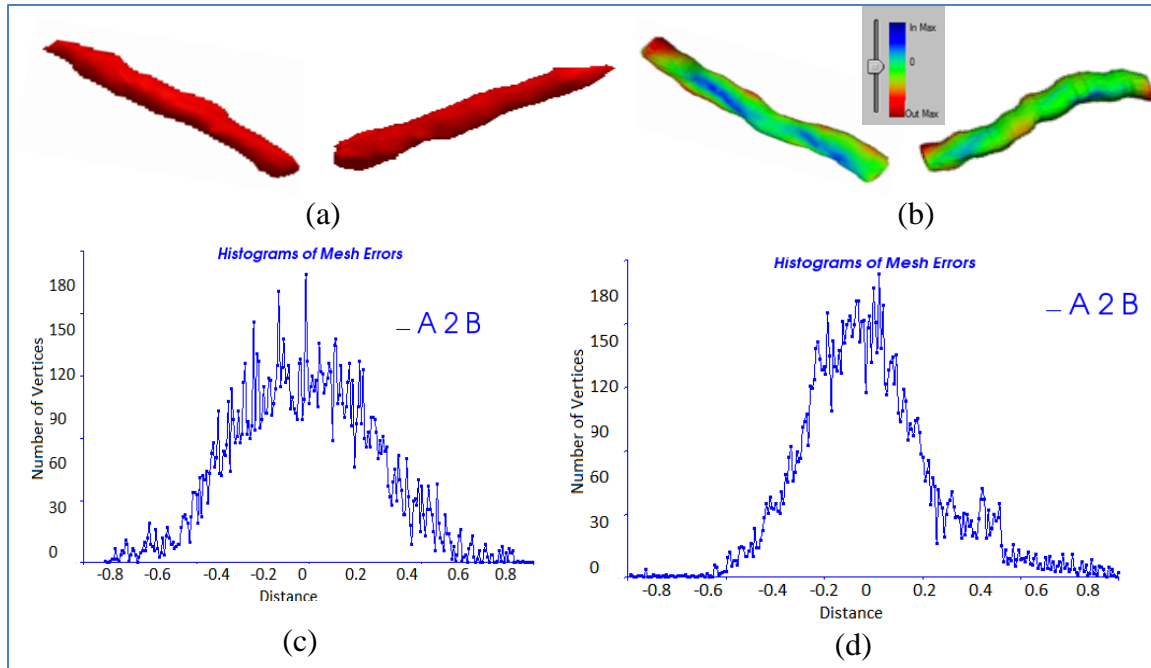 In Max
0
Out Max
(a)
(b)
Histograms of Mesh Errors
180
150
120
90
60
30
0
Number of Vertices
A 2 B
-0.8 -0.6 -0.4 -0.2 0 0.2 0.4 0.6 0.8
Distance
(c)
Histograms of Mesh Errors
180
150
120
90
60
30
0
Number of Vertices
A 2 B
-0.8 -0.6 -0.2 0 0.2 0.4 0.6 0.8
Distance
(d)